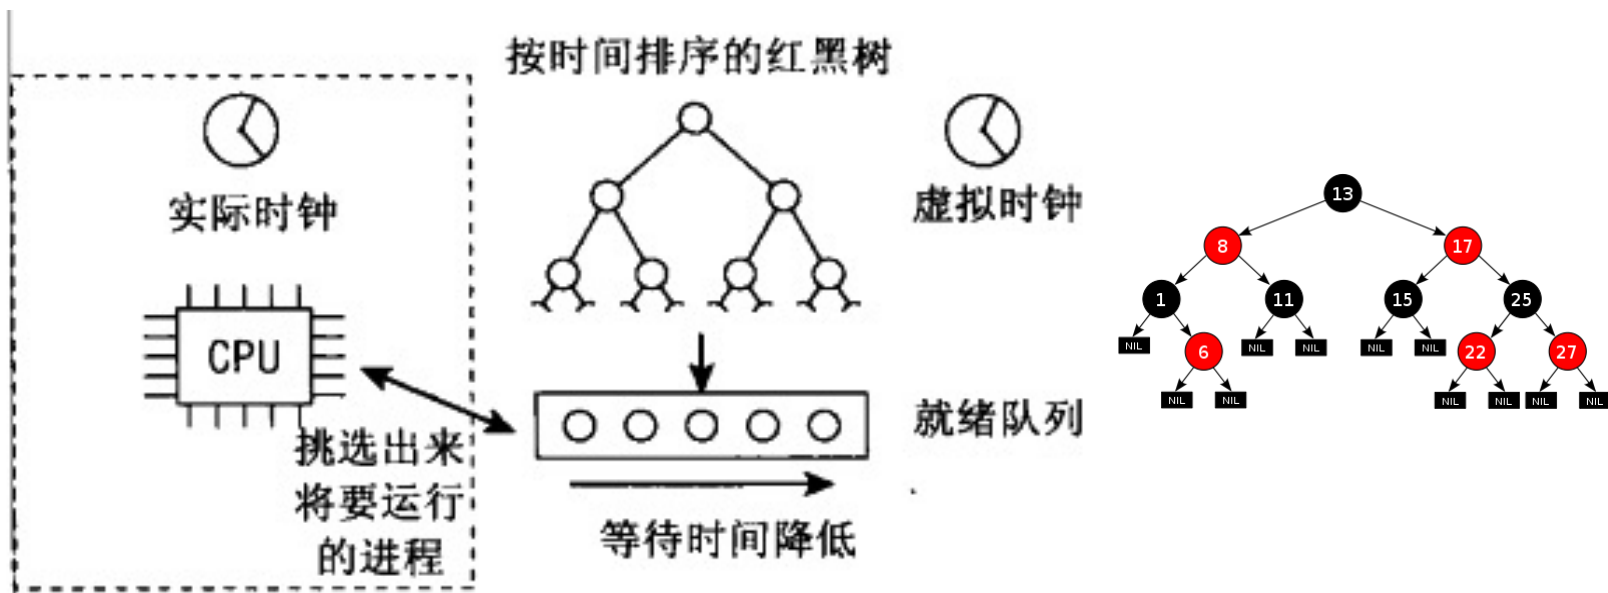 按时间排序的红黑树
实际时钟
虚拟时钟
CPU
挑选出来
将要运行
的进程
就绪队列
等待时间降低
13
8
17
1
11
15
25
NIL
6
NIL
NIL
NIL
NIL
22
27
NIL
NIL
NIL
NIL
NIL
NIL